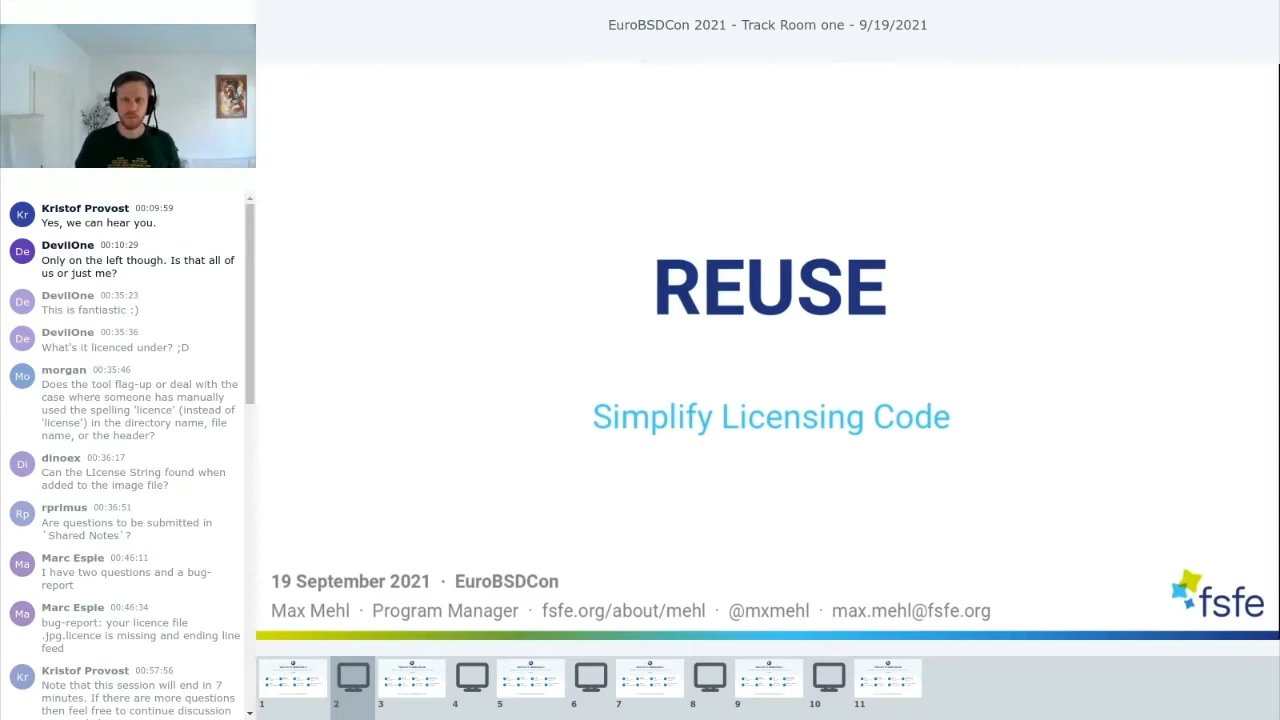 EuroBSDCon 2021 - Track Room one - 9/19/2021
Kr
Kristof Provost 00:09:59
Yes, we can hear you.
De
DevilOne 00:10:29
Only on the left though. Is that all of
us or just me?
De
DevilOne 00:35:23
This is fantiastic :)
De
DevilOne 00:35:36
What's it licenced under? ;D
Mo
morgan 00:35:46
Does the tool flag-up or deal with the
case where someone has manually
used the spelling 'licence' (instead of
'license') in the directory name, file
name, or the header?
Di
dinoex 00:36:17
Can the LIcense String found when
added to the image file?
Rp
rprimus 00:36:51
Are questions to be submitted in
`Shared Notes`?
Ma
Marc Espie 00:46:11
I have two questions and a bug-
report
Ma
Marc Espie 00:46:34
bug-report: your licence file
.jpg.licence is missing and ending line
feed
Kr
Kristof Provost 00:57:56
Note that this session will end in 7
minutes. If there are more questions
then feel free to continue discussion
REUSE
Simplify Licensing Code
19 September 2021 · EuroBSDCon
Max Mehl · Program Manager · fsfe.org/about/mehl · @mxmehl · max.mehl@fsfe.org
fsfe
1 2 3 4 5 6 7 8 9 10 11